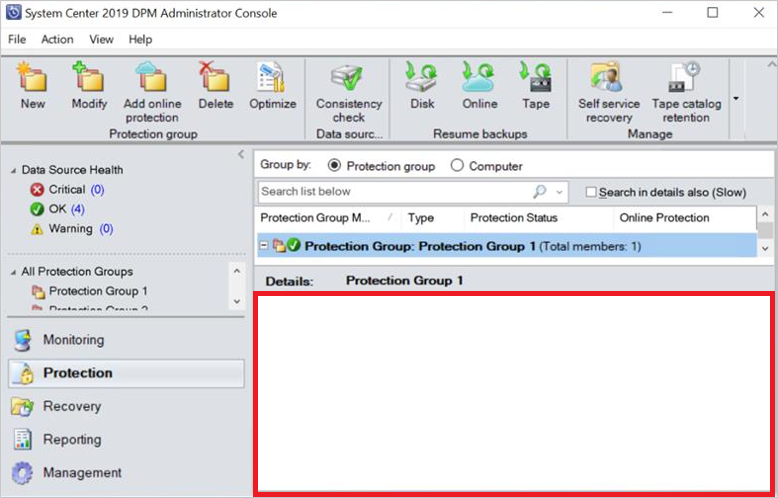 System Center 2019 DPM Administrator Console
File Action View Help
New Modify Add online protection Delete Optimize Consistency check Disk Online Tape Self service recovery Tape catalog retention
Protection group Data sourc... Resume backups Manage
Data Source Health
Critical (0)
OK (4)
Warning (0)
All Protection Groups
Protection Group 1
Protection Group 2
Monitoring
Protection
Recovery
Reporting
Management
Group by: Protection group Computer
Search list below Search in details also (Slow)
Protection Group M... / Type Protection Status Online Protection
Protection Group: Protection Group 1 (Total members: 1)
Details: Protection Group 1